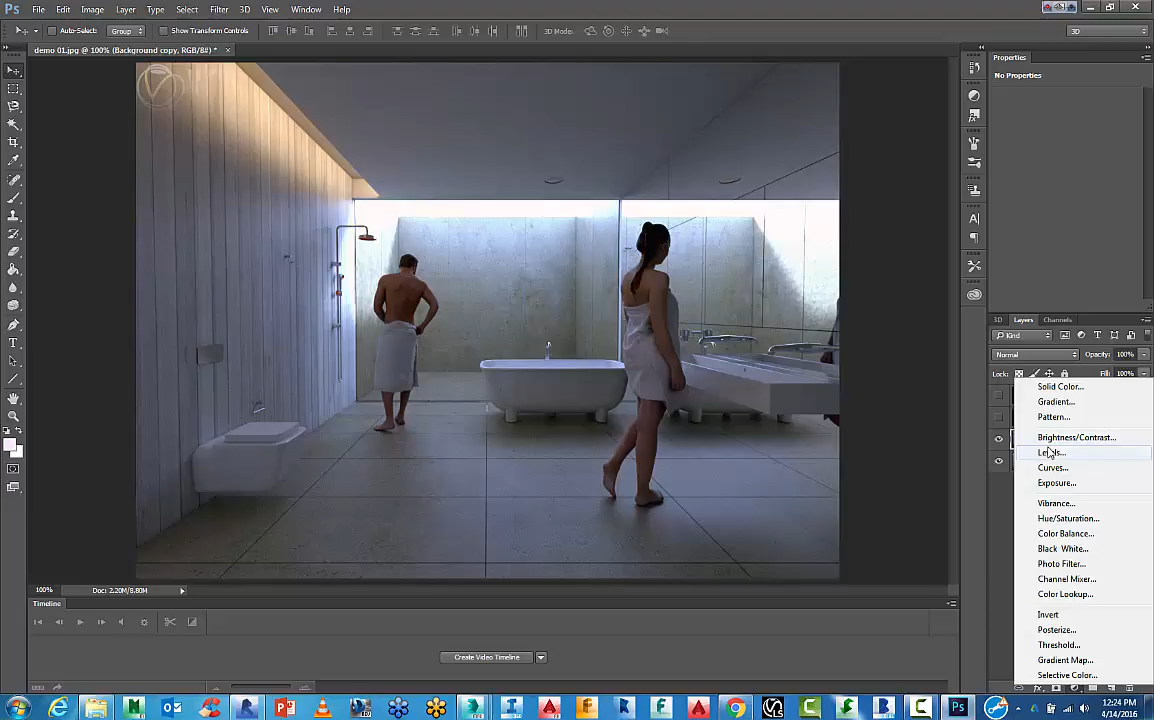 Ps File Edit Image Layer Type Select Filter 3D View Window Help
Auto-Select: Group Show Transform Controls 3D Mode: 3D
demo 01.jpg @ 100% (Background copy, RGB/8#) * ×
Properties
No Properties
3D Layers Channels
Kind
Normal Opacity: 100%
Lock: Fill: 100%
Solid Color...
Gradient...
Pattern...
Brightness/Contrast...
Levels...
Curves...
Exposure...
Vibrance...
Hue/Saturation...
Color Balance...
Black White...
Photo Filter...
Channel Mixer...
Color Lookup...
Invert
Posterize...
Threshold...
Gradient Map...
Selective Color...
100% Doc: 2.20M/8.80M
Timeline
Create Video Timeline
12:24 PM
4/14/2016